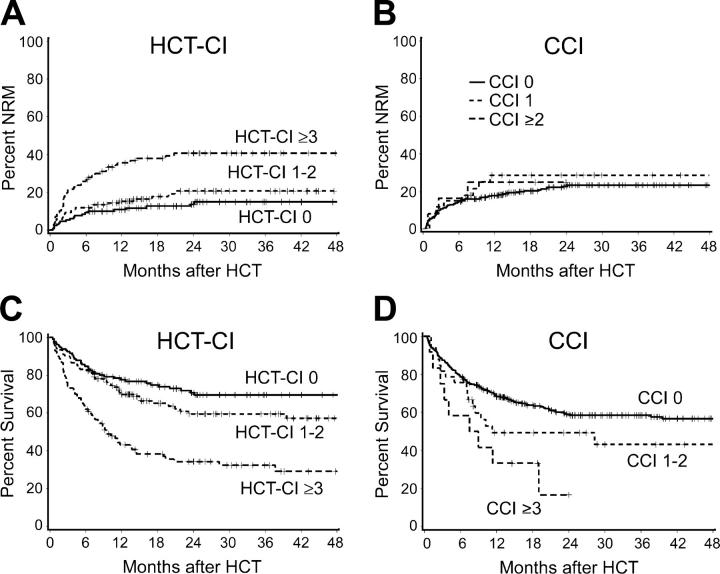 A
HCT-CI
Percent NRM
100
80
60
40
20
0
HCT-CI ≥3
HCT-CI 1-2
HCT-CI 0
0 6 12 18 24 30 36 42 48
Months after HCT
B
CCI
Percent NRM
100
80
60
40
20
0
CCI 0
CCI 1
CCI ≥2
0 6 12 18 24 30 36 42 48
Months after HCT
C
HCT-CI
Percent Survival
100
80
60
40
20
0
HCT-CI 0
HCT-CI 1-2
HCT-CI ≥3
0 6 12 18 24 30 36 42 48
Months after HCT
D
CCI
Percent Survival
100
80
60
40
20
0
CCI 0
CCI 1-2
CCI ≥3
0 6 12 18 24 30 36 42 48
Months after HCT